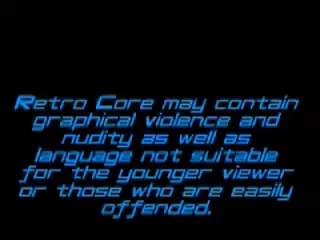 Retro Core may contain
graphical violence and
nudity as well as
language not suitable
for the younger viewer
or those who are easily
offended.